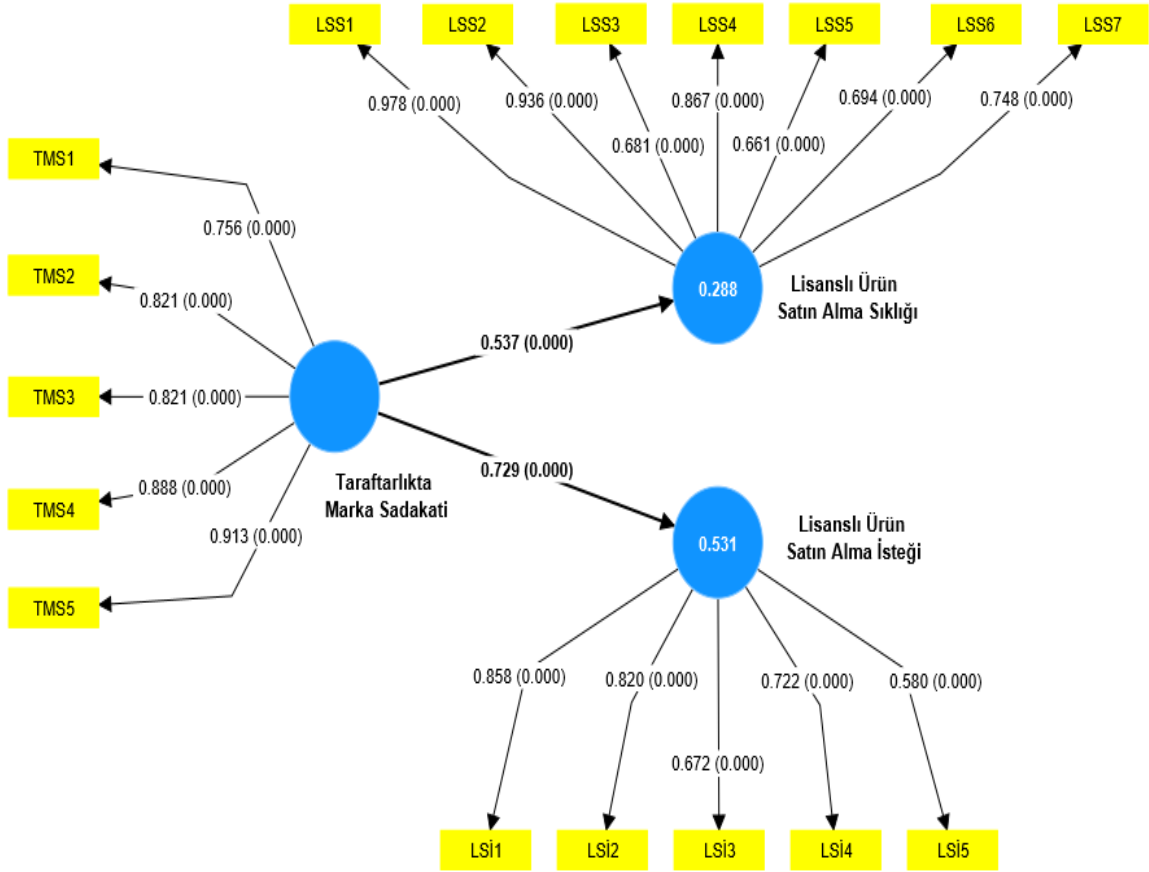 LSS1
LSS2
LSS3
LSS4
LSS5
LSS6
LSS7
0.978 (0.000)
0.936 (0.000)
0.681 (0.000)
0.867 (0.000)
0.661 (0.000)
0.694 (0.000)
0.748 (0.000)
TMS1
TMS2
TMS3
TMS4
TMS5
0.756 (0.000)
0.821 (0.000)
0.821 (0.000)
0.888 (0.000)
0.913 (0.000)
Taraftarlıkta
Marka Sadakati
0.537 (0.000)
0.729 (0.000)
0.288
Lisanslı Ürün
Satın Alma Sıklığı
0.531
Lisanslı Ürün
Satın Alma İsteği
0.858 (0.000)
0.820 (0.000)
0.672 (0.000)
0.722 (0.000)
0.580 (0.000)
LSİ1
LSİ2
LSİ3
LSİ4
LSİ5